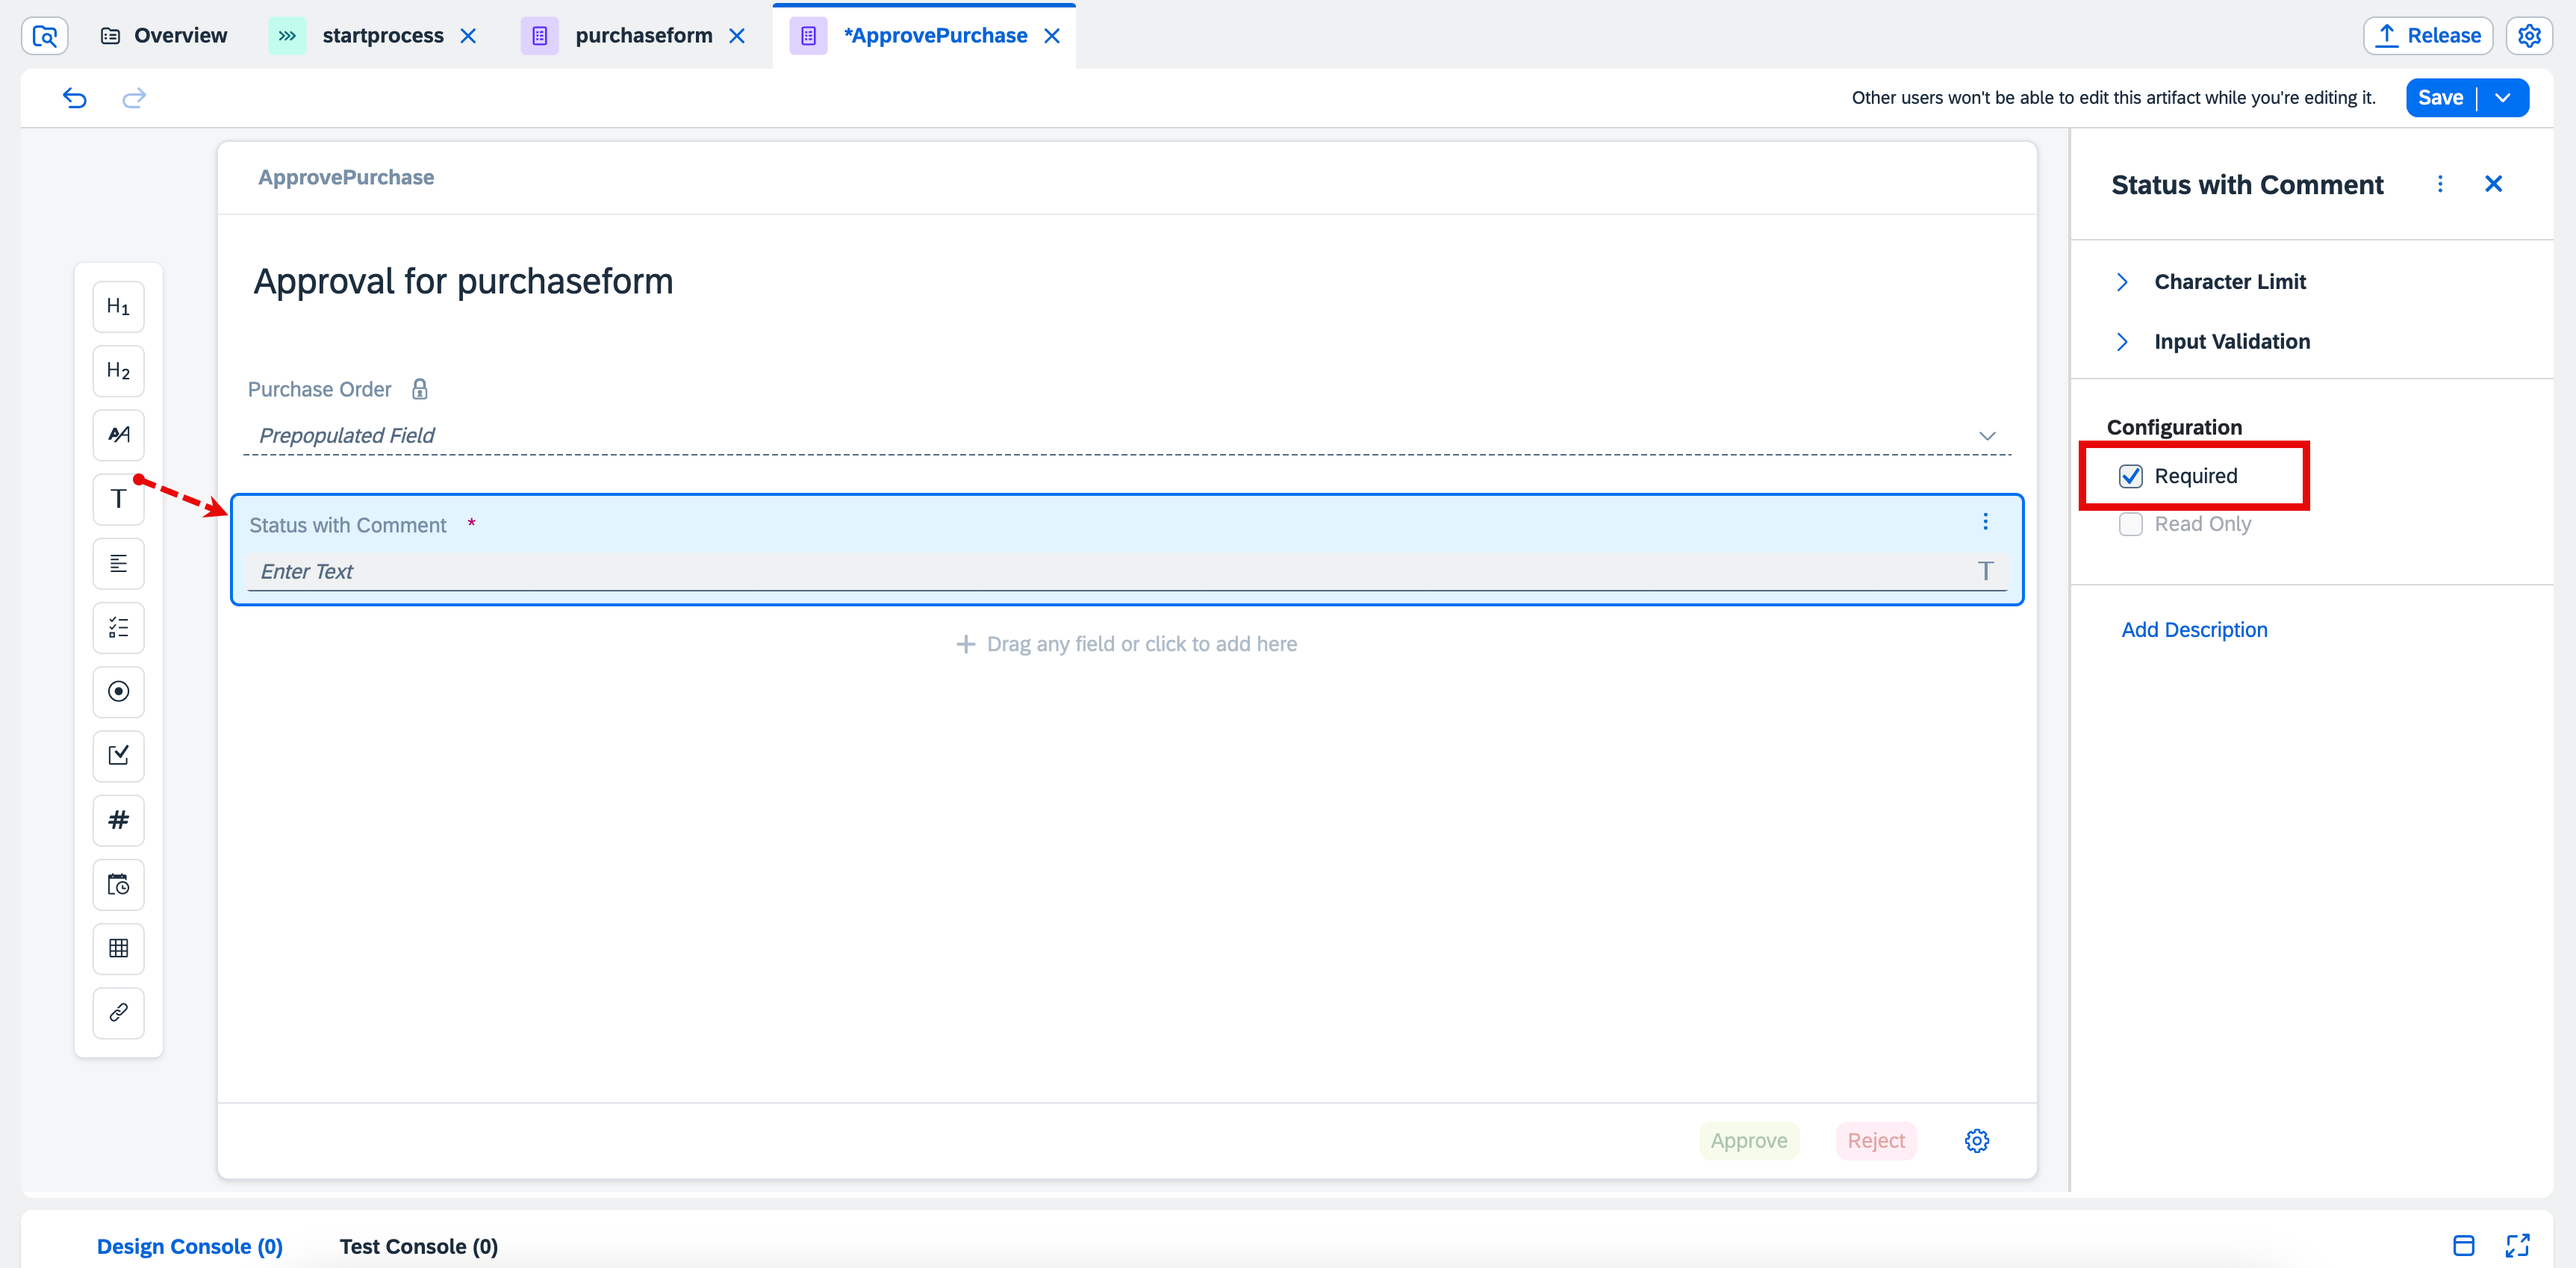 Overview startprocess purchaseform *ApprovePurchase Release
Other users won't be able to edit this artifact while you're editing it. Save
ApprovePurchase
Status with Comment
Approval for purchaseform
Character Limit
Input Validation
H1
H2
Purchase Order
Prepopulated Field
Configuration
Required
Read Only
T
Status with Comment *
Enter Text T
Drag any field or click to add here
Add Description
#
Approve Reject
Design Console (0) Test Console (0)